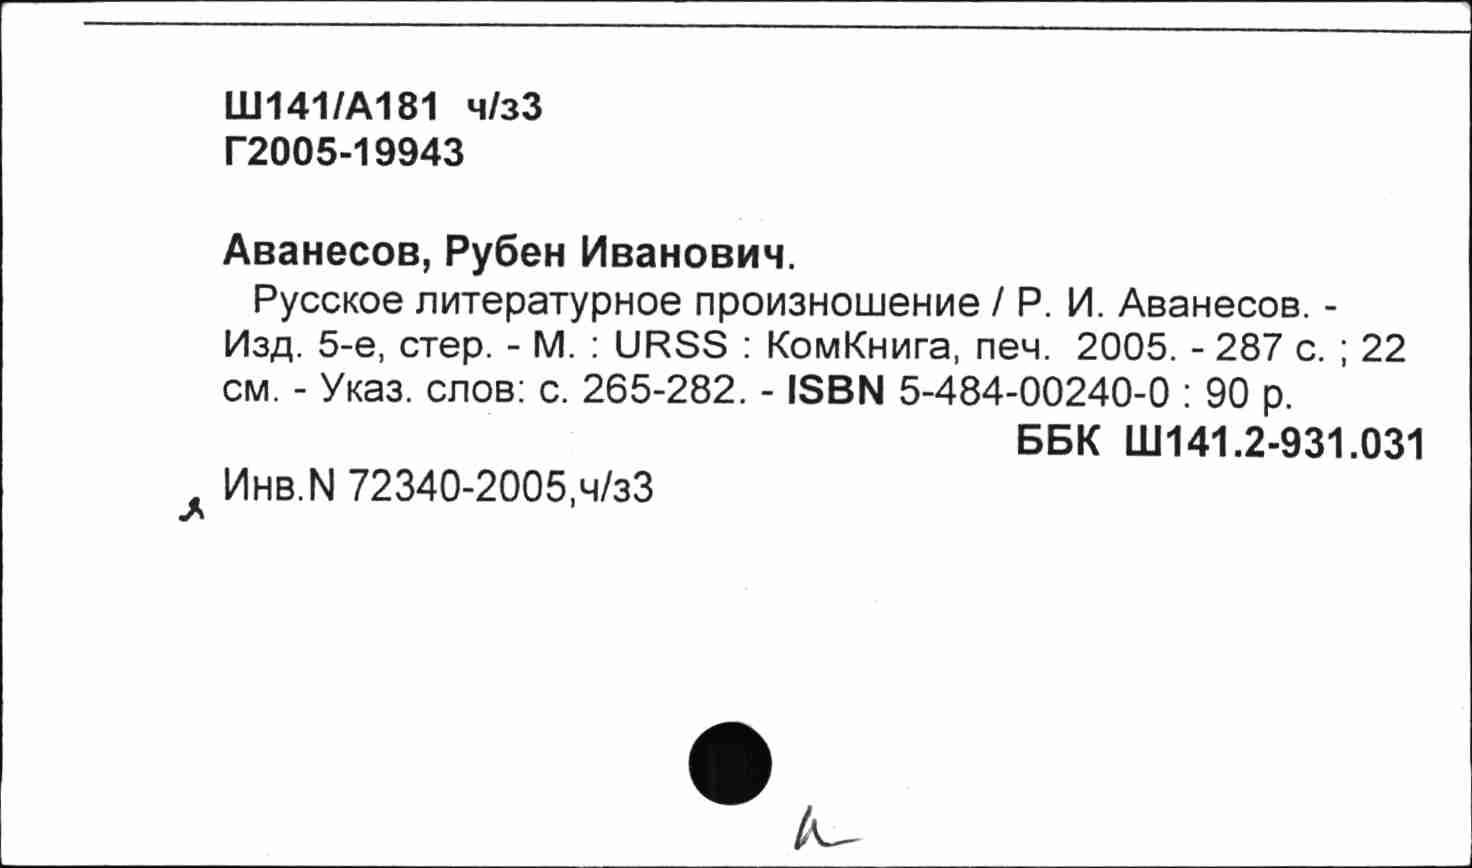 Ш141/А181 ч/з3
Г2005-19943
Аванесов, Рубен Иванович.
Русское литературное произношение / Р. И. Аванесов. -
Изд. 5-е, стер. - М. : URSS : КомКнига, печ. 2005. - 287 с. ; 22
см. - Указ. слов: с. 265-282. - ISBN 5-484-00240-0 : 90 р.
ББК Ш141.2-931.031
Инв.N 72340-2005,ч/з3